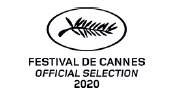 FESTIVAL DE CANNES
OFFICIAL SELECTION
2020